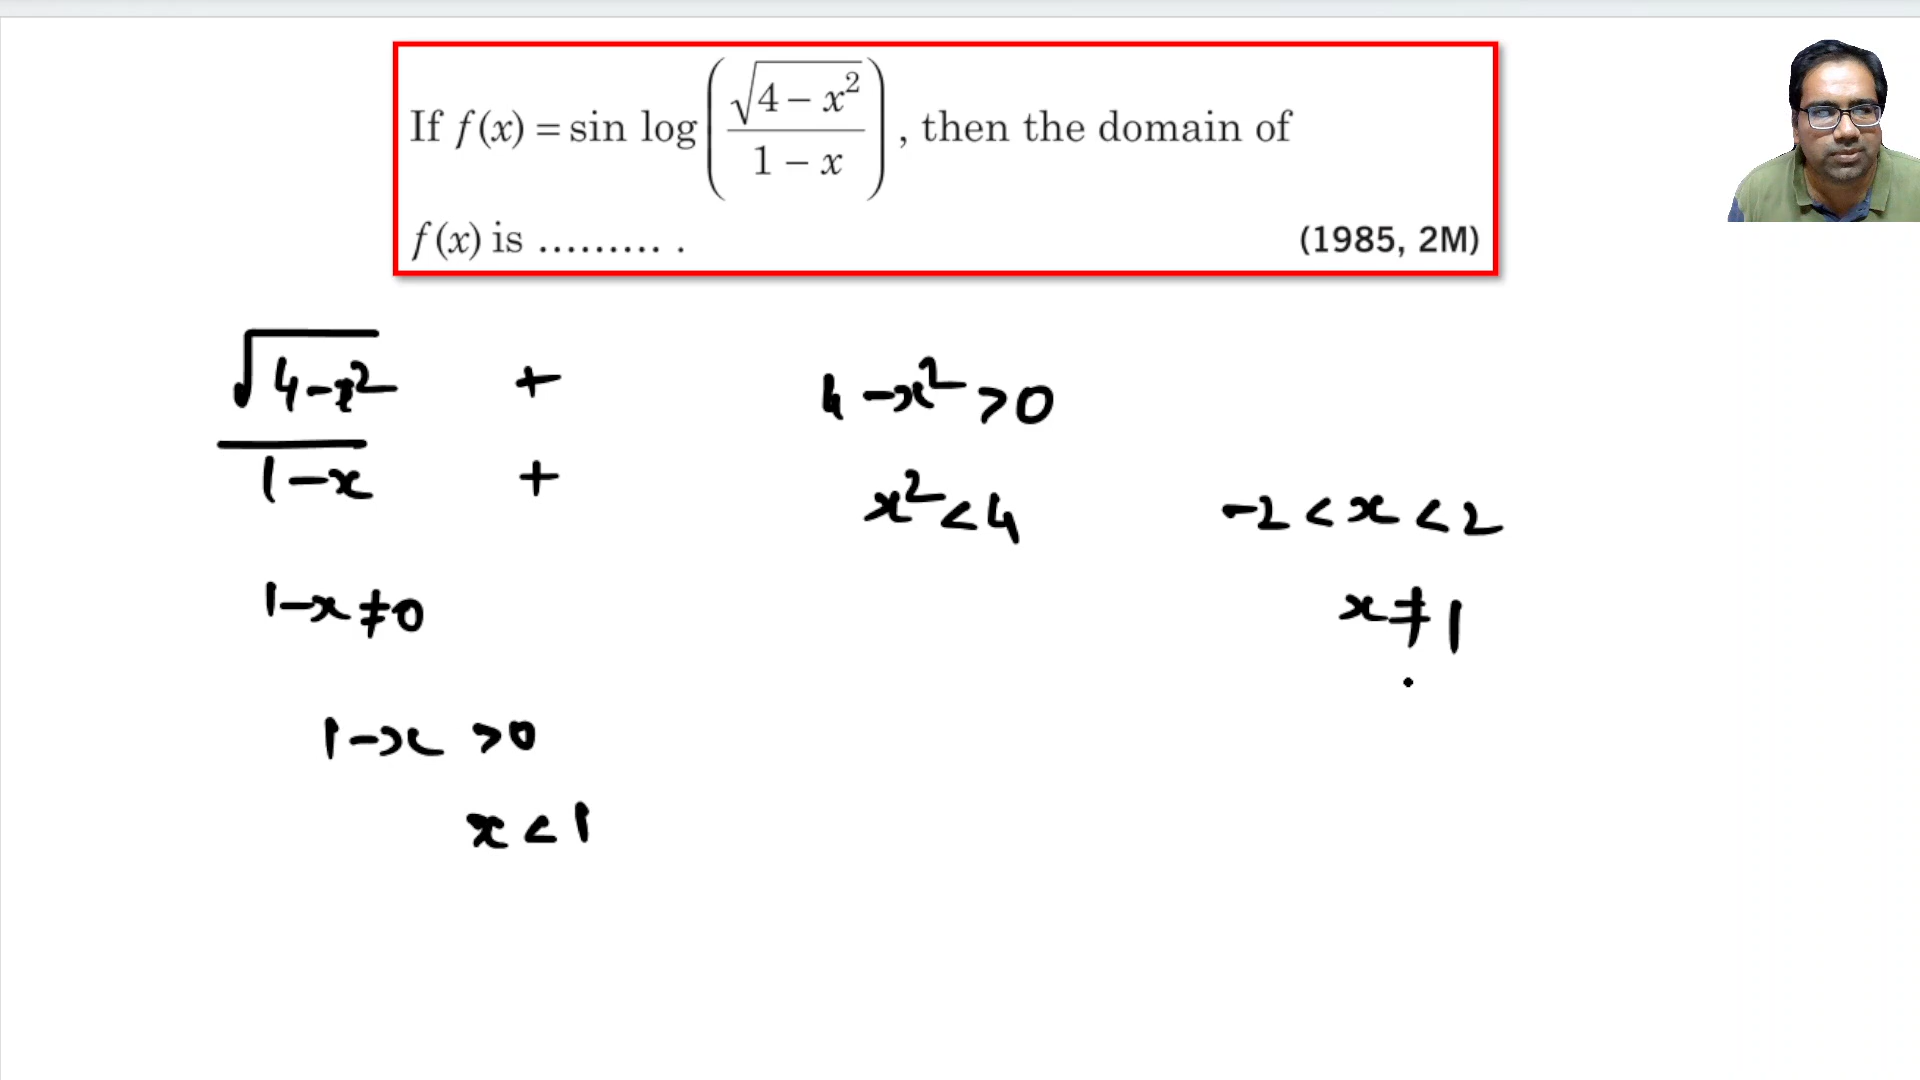 If f(x) = sin log(√(4 − x²) / (1 − x)), then the domain of
f(x) is ......... . (1985, 2M)
√(4−x²) / (1−x) + / +
4−x² > 0
x² < 4
−2 < x < 2
1−x ≠ 0
x ≠ 1
1−x > 0
x < 1